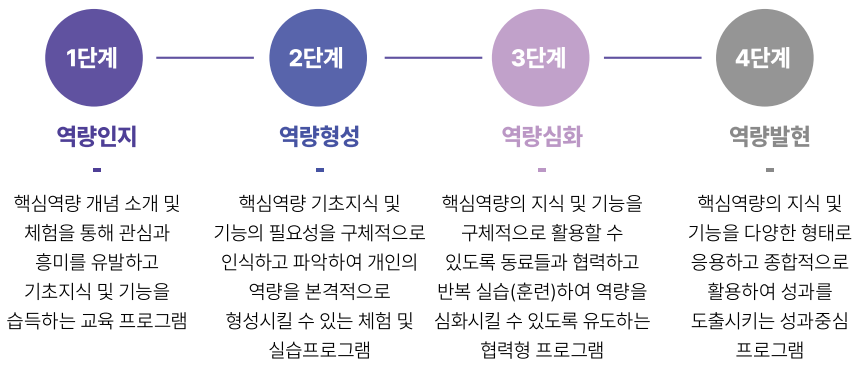 1단계
역량인지
핵심역량 개념 소개 및
체험을 통해 관심과
흥미를 유발하고
기초지식 및 기능을
습득하는 교육 프로그램
2단계
역량형성
핵심역량 기초지식 및
기능의 필요성을 구체적으로
인식하고 파악하여 개인의
역량을 본격적으로
형성시킬 수 있는 체험 및
실습프로그램
3단계
역량심화
핵심역량의 지식 및 기능을
구체적으로 활용할 수
있도록 동료들과 협력하고
반복 실습(훈련)하여 역량을
심화시킬 수 있도록 유도하는
협력형 프로그램
4단계
역량발현
핵심역량의 지식 및
기능을 다양한 형태로
응용하고 종합적으로
활용하여 성과를
도출시키는 성과중심
프로그램